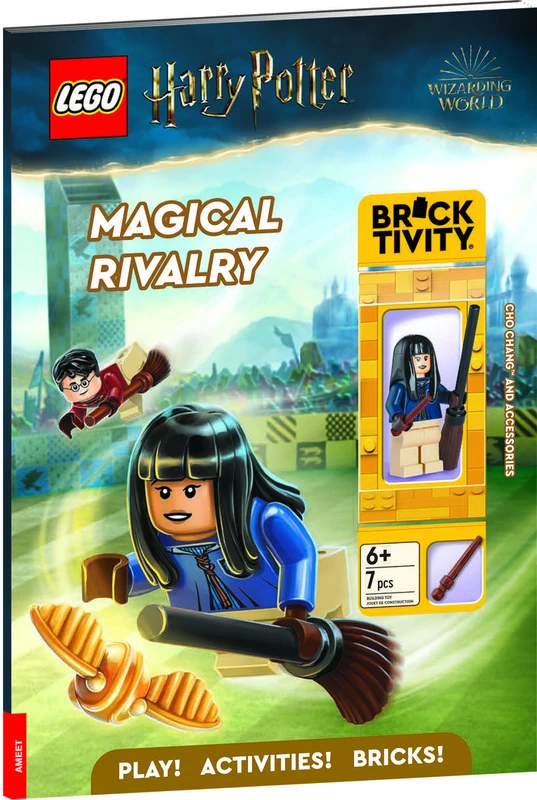 LEGO
Harry Potter
WIZARDING
WORLD
MAGICAL
RIVALRY
BRICK
TIVITY®
CHO CHANG™ AND ACCESSORIES
6+
7 pcs
BUILDING TOY
JOUET DE CONSTRUCTION
AMEET
PLAY! ACTIVITIES! BRICKS!